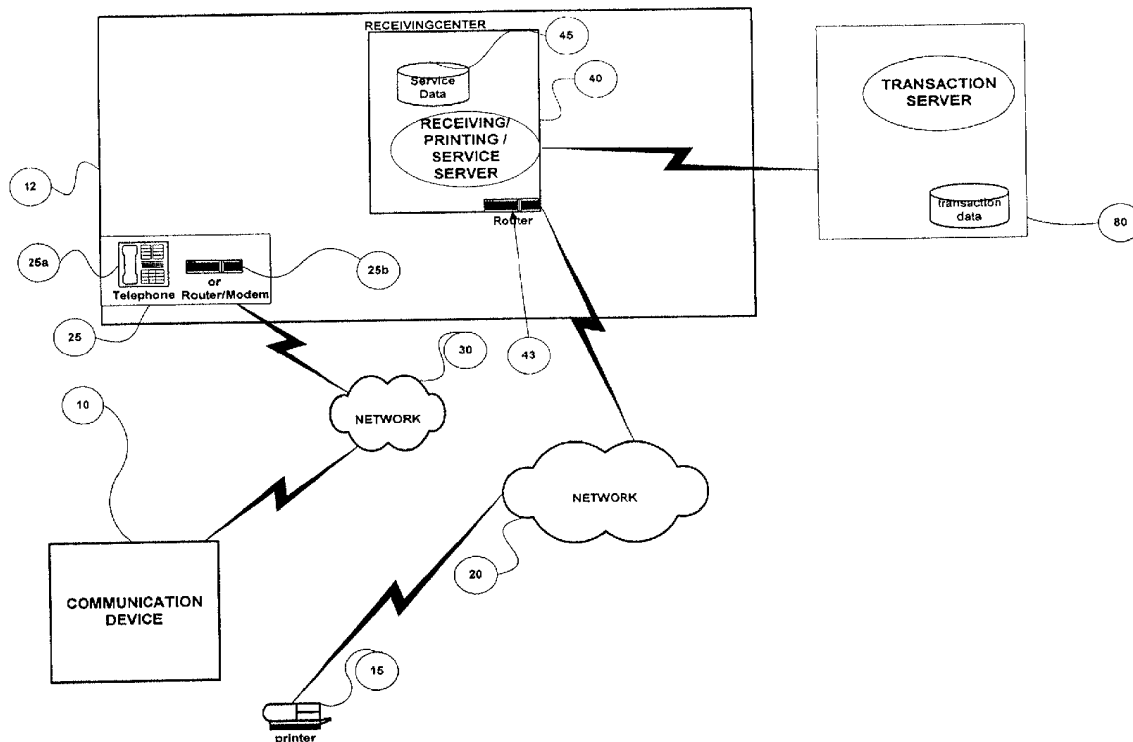 RECEIVINGCENTER
45
Service
Data
40
RECEIVING/
PRINTING /
SERVICE
SERVER
Router
TRANSACTION
SERVER
transaction
data
80
12
25a
Telephone
or
Router/Modem
25b
25
30
43
10
NETWORK
NETWORK
20
COMMUNICATION
DEVICE
15
printer